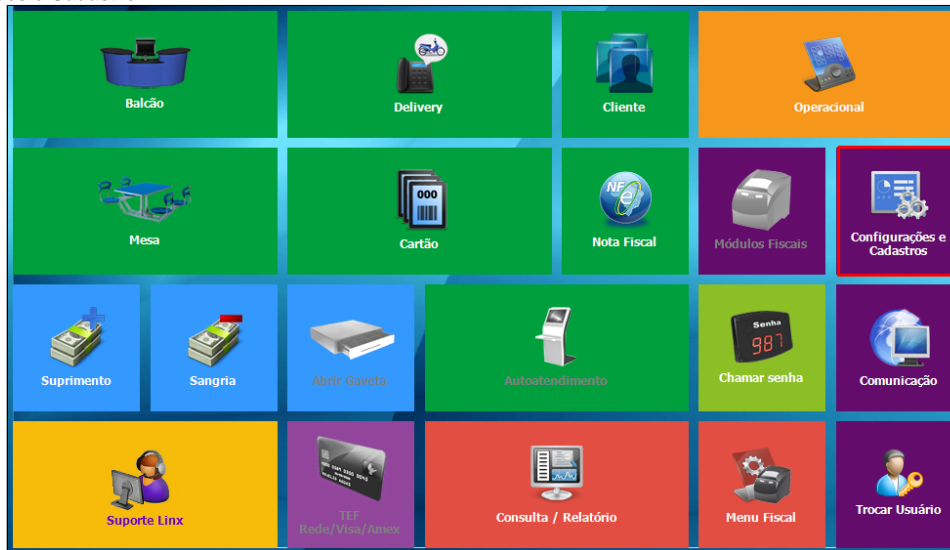 Balcão
Delivery
Cliente
Operacional
Mesa
000
Cartão
NF
e
Nota Fiscal
Módulos Fiscais
Configurações e
Cadastros
Suprimento
Sangria
Abrir Gaveta
Autoatendimento
Senha
987
Chamar senha
Comunicação
Suporte Linx
TEF
Rede/Visa/Amex
Consulta / Relatório
Menu Fiscal
Trocar Usuário